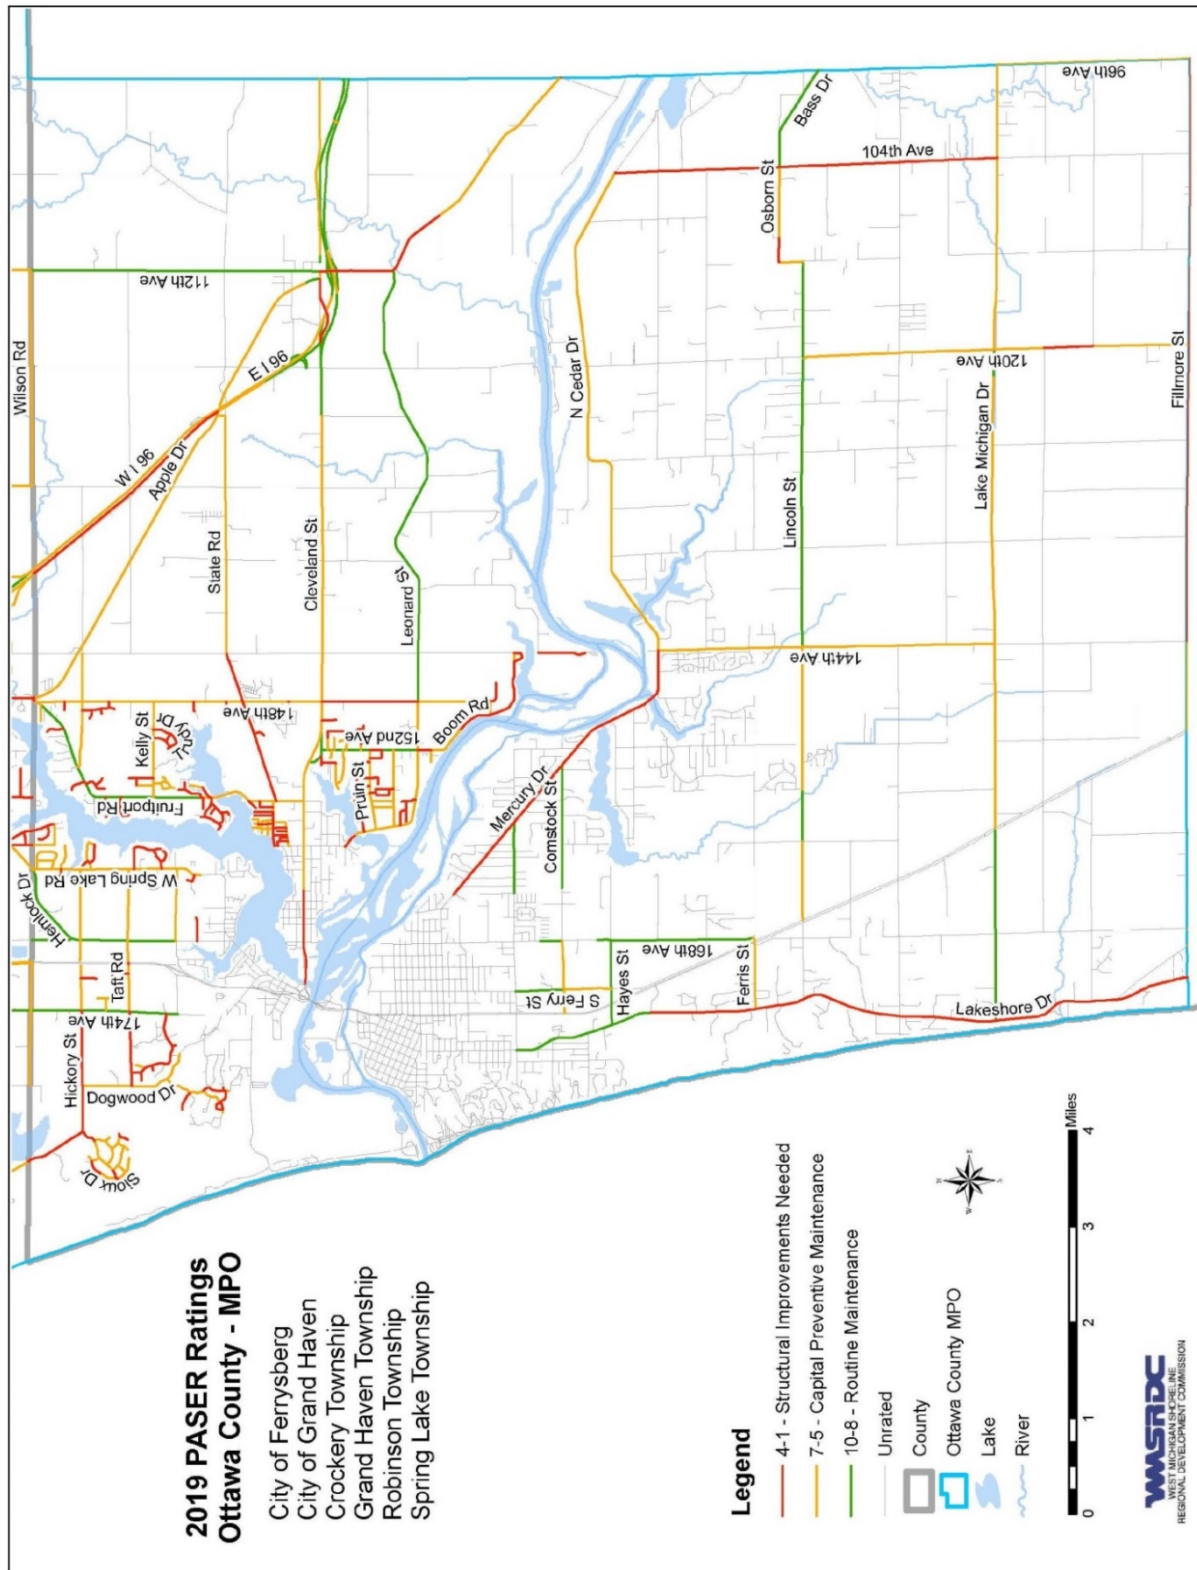 2019 PASER Ratings
Ottawa County - MPO
City of Ferrysberg
City of Grand Haven
Crockery Township
Grand Haven Township
Robinson Township
Spring Lake Township
Legend
4-1 - Structural Improvements Needed
7-5 - Capital Preventive Maintenance
10-8 - Routine Maintenance
Unrated
County
Ottawa County MPO
Lake
River
0 1 2 3 4
Miles
N
E
S
W
WMSRDC
WEST MICHIGAN SHORELINE
REGIONAL DEVELOPMENT COMMISSION
Sioux Dr
Hickory St
Dogwood Dr
174th Ave
Taft Rd
Hemlock Dr
W Spring Lake Rd
Fruitport Rd
Kelly St
Trudy Dr
148th Ave
State Rd
Apple Dr
W I 96
E I 96
Wilson Rd
112th Ave
Cleveland St
Leonard St
152nd Ave
Pruin St
Boom Rd
Mercury Dr
Comstock St
S Ferry St
Hayes St
168th Ave
Ferris St
Lakeshore Dr
144th Ave
Lincoln St
N Cedar Dr
Lake Michigan Dr
120th Ave
Fillmore St
Osborn St
104th Ave
Bass Dr
96th Ave